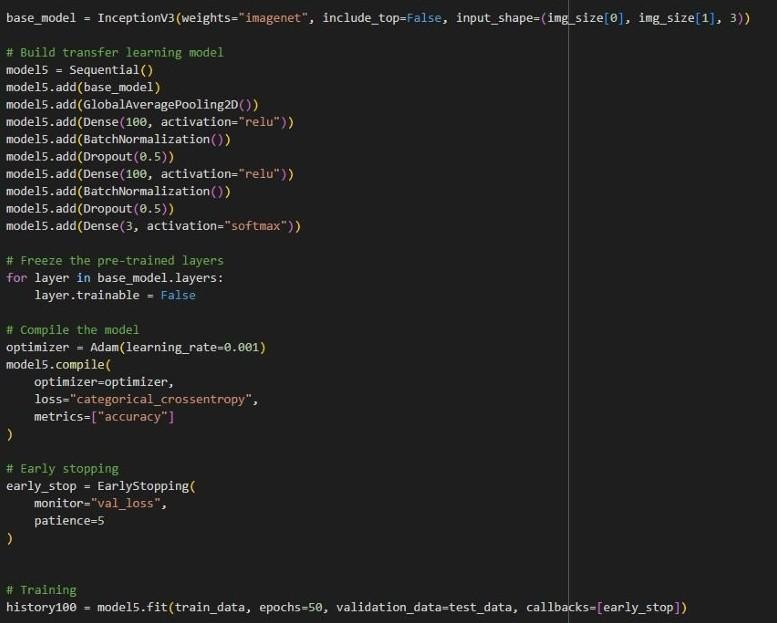 base_model = InceptionV3(weights="imagenet", include_top=False, input_shape=(img_size[0], img_size[1], 3))
# Build transfer learning model
model5 = Sequential()
model5.add(base_model)
model5.add(GlobalAveragePooling2D())
model5.add(Dense(100, activation="relu"))
model5.add(BatchNormalization())
model5.add(Dropout(0.5))
model5.add(Dense(100, activation="relu"))
model5.add(BatchNormalization())
model5.add(Dropout(0.5))
model5.add(Dense(3, activation="softmax"))
# Freeze the pre-trained layers
for layer in base_model.layers:
    layer.trainable = False
# Compile the model
optimizer = Adam(learning_rate=0.001)
model5.compile(
    optimizer=optimizer,
    loss="categorical_crossentropy",
    metrics=["accuracy"]
)
# Early stopping
early_stop = EarlyStopping(
    monitor="val_loss",
    patience=5
)
# Training
history100 = model5.fit(train_data, epochs=50, validation_data=test_data, callbacks=[early_stop])